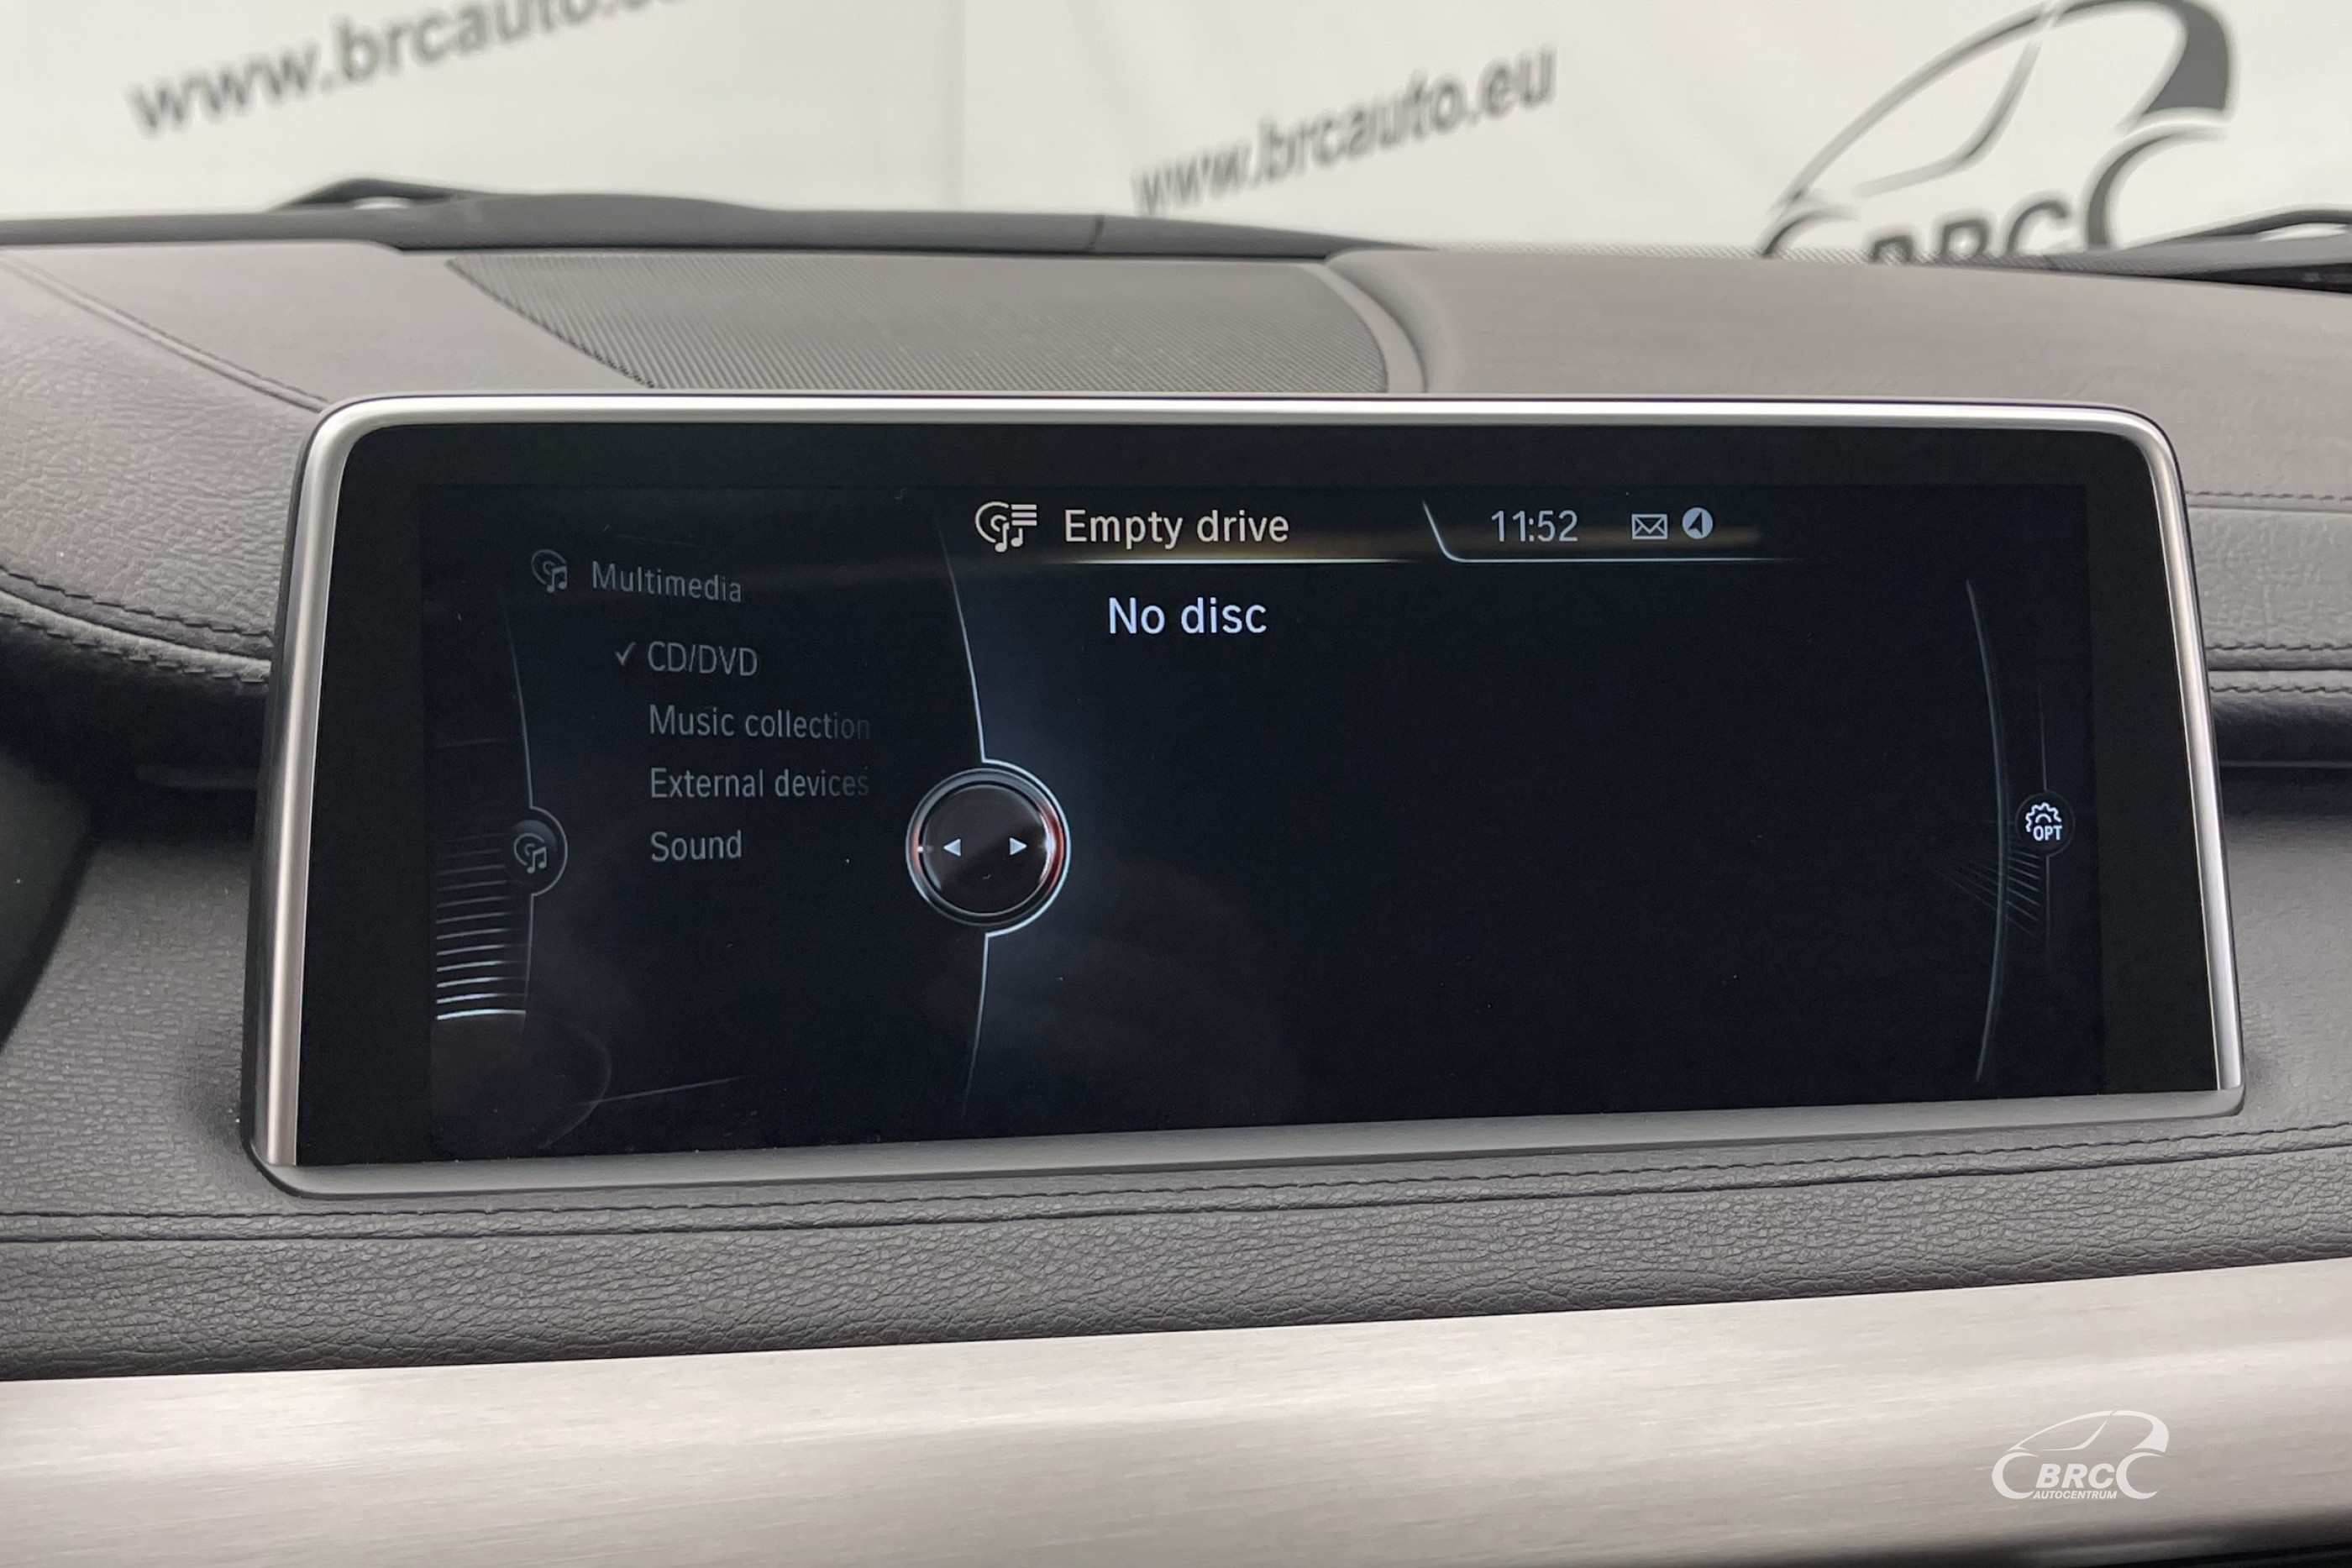 www.brcauto.eu
www.brcauto.eu
BRC
Empty drive
11:52
Multimedia
No disc
✓ CD/DVD
Music collection
External devices
Sound
OPT
BRC
AUTOCENTRUM